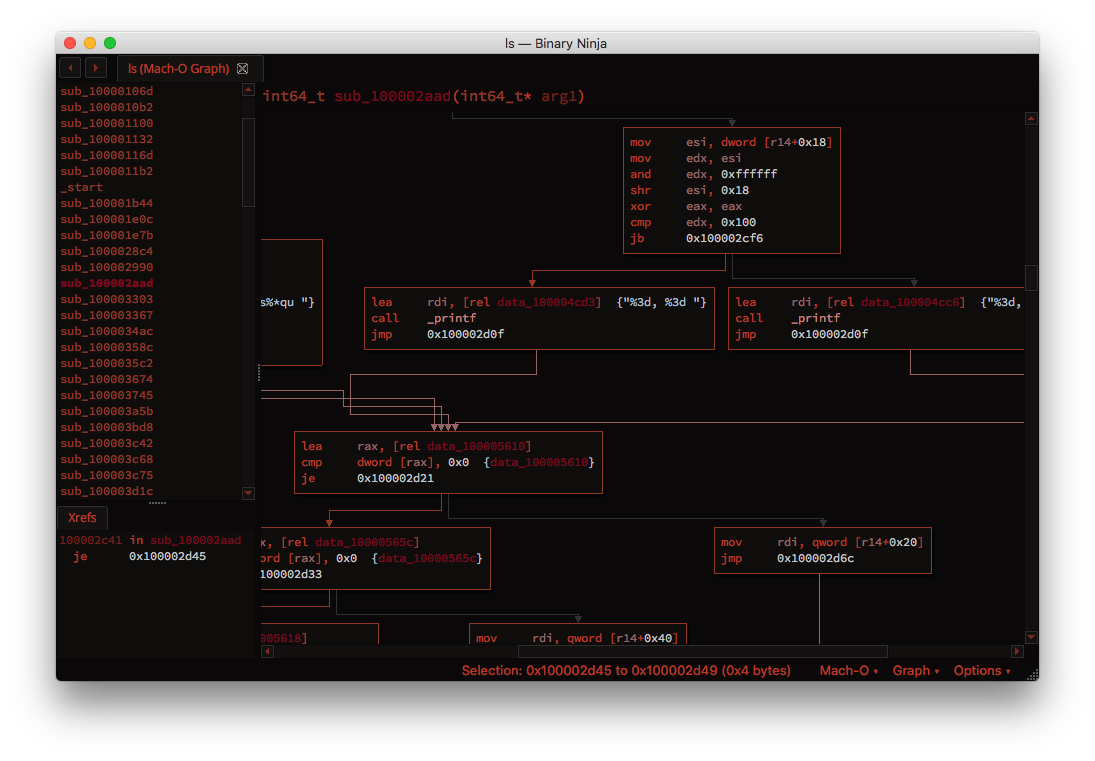 ls — Binary Ninja
ls (Mach-O Graph)
sub_10000106d
sub_1000010b2
sub_100001100
sub_100001132
sub_10000116d
sub_1000011b2
_start
sub_100001b44
sub_100001e0c
sub_100001e7b
sub_1000028c4
sub_100002990
sub_100002aad
sub_100003303
sub_100003367
sub_1000034ac
sub_10000358c
sub_1000035c2
sub_100003674
sub_100003745
sub_100003a5b
sub_100003bd8
sub_100003c42
sub_100003c68
sub_100003c75
sub_100003d1c
Xrefs
100002c41 in sub_100002aad
je 0x100002d45
int64_t sub_100002aad(int64_t* arg1)
mov esi, dword [r14+0x18]
mov edx, esi
and edx, 0xffffff
shr esi, 0x18
xor eax, eax
cmp edx, 0x100
jb 0x100002cf6
s%*qu "}
lea rdi, [rel data_100004cd3] {"%3d, %3d "}
call _printf
jmp 0x100002d0f
lea rdi, [rel data_100004cc6] {"%3d,
call _printf
jmp 0x100002d0f
lea rax, [rel data_100005610]
cmp dword [rax], 0x0 {data_100005610}
je 0x100002d21
x, [rel data_10000565c]
ord [rax], 0x0 {data_10000565c}
100002d33
mov rdi, qword [r14+0x20]
jmp 0x100002d6c
005618]
mov rdi, qword [r14+0x40]
Selection: 0x100002d45 to 0x100002d49 (0x4 bytes) Mach-O Graph Options